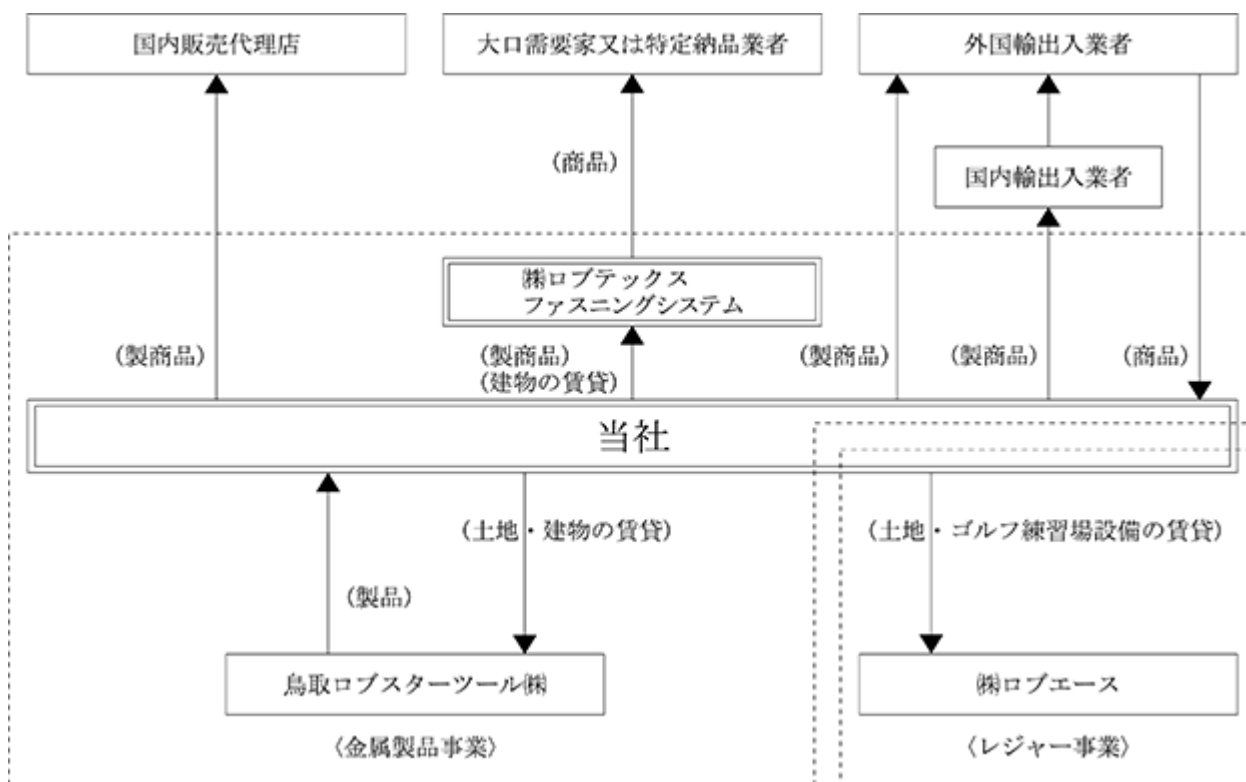 国内販売代理店
大口需要家又は特定納品業者
外国輸出入業者
(商品)
国内輸出入業者
㈱ロブテックス
ファスニングシステム
(製商品)
(製商品)
(建物の賃貸)
(製商品)
(製商品)
(商品)
当社
(土地・建物の賃貸)
(土地・ゴルフ練習場設備の賃貸)
(製品)
鳥取ロブスターツール㈱
㈱ロブエース
〈金属製品事業〉
〈レジャー事業〉